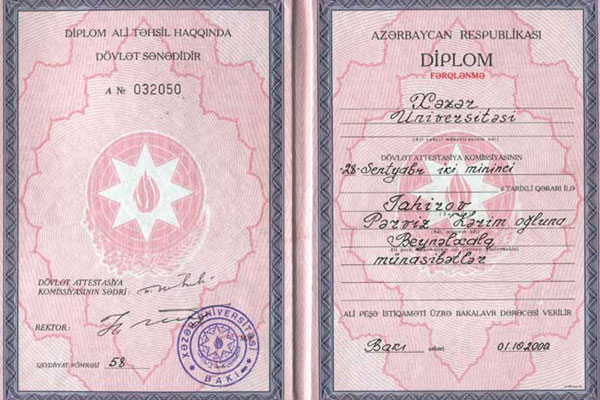 DİPLOM ALİ TƏHSİL HAQQINDA
DÖVLƏT SƏNƏDİDİR
A № 032050
DÖVLƏT ATTESTASİYA
KOMİSSİYASININ SƏDRİ:
REKTOR:
QEYDİYYAT NÖMRƏSİ 58
XƏZƏR UNİVERSİTƏSİ
BAKI
AZƏRBAYCAN RESPUBLİKASI
DİPLOM
FƏRQLƏNMƏ
Xəzər
Universitəsi
DÖVLƏT ATTESTASİYA KOMİSSİYASININ
28 Sentyabr iki mininci
TARİXLİ QƏRARI İLƏ
Tahirov
Pərviz Kərim oğluna
Beynəlxalq
münasibətlər
ALİ PEŞƏ İSTİQAMƏTİ ÜZRƏ BAKALAVR DƏRƏCƏSİ VERİLİR
Bakı şəhəri 01.10.2000